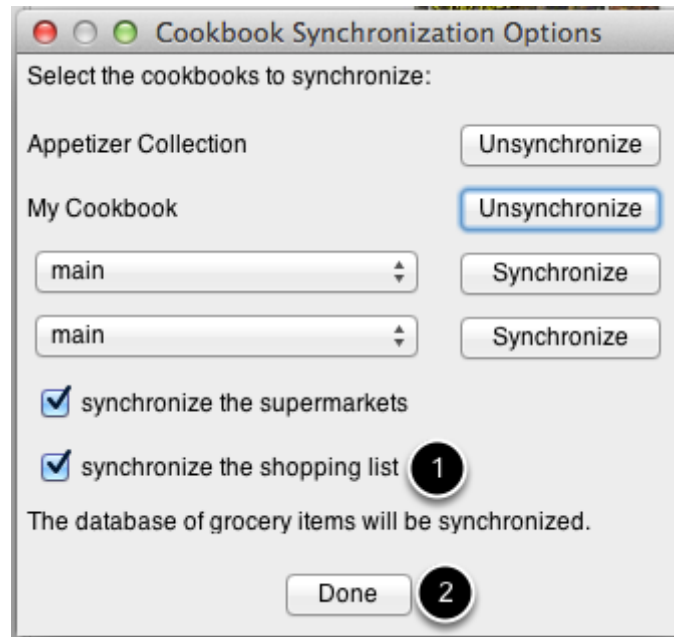 Cookbook Synchronization Options
Select the cookbooks to synchronize:
Appetizer Collection Unsynchronize
My Cookbook Unsynchronize
main Synchronize
main Synchronize
synchronize the supermarkets
synchronize the shopping list 1
The database of grocery items will be synchronized.
Done 2